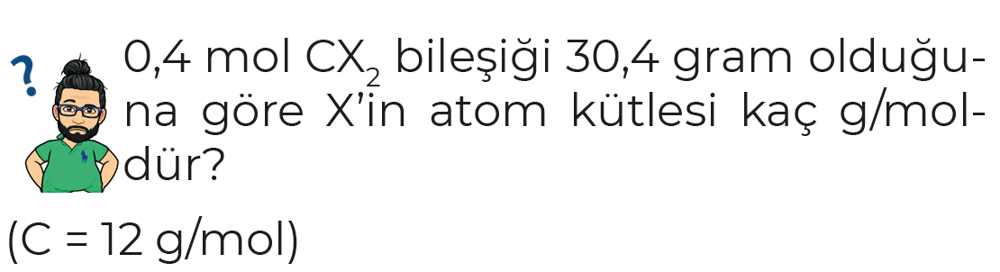 ?
0,4 mol CX₂ bileşiği 30,4 gram olduğu-
na göre X’in atom kütlesi kaç g/mol-
dür?
(C = 12 g/mol)